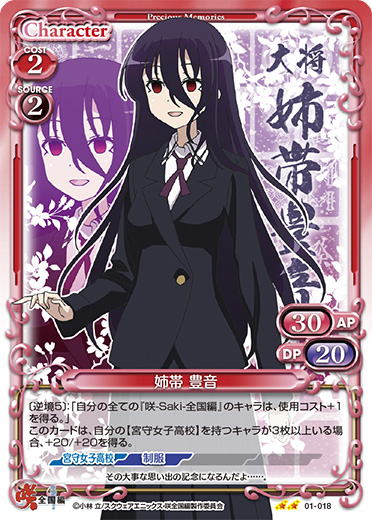 Precious Memories
Character
COST
2
SOURCE
2
大将
姉帯豊音
30 AP
DP 20
姉帯 豊音
〔逆境5〕:「自分の全ての『咲-Saki-全国編』のキャラは、使用コスト+1
を得る。」
このカードは、自分の【宮守女子高校】を持つキャラが3枚以上いる場
合、+20/+20を得る。
宮守女子高校 制服
その大事な思い出の記念になるんだよ……。
咲 全国編
©小林 立/スクウェアエニックス・咲全国編製作委員会
01-018